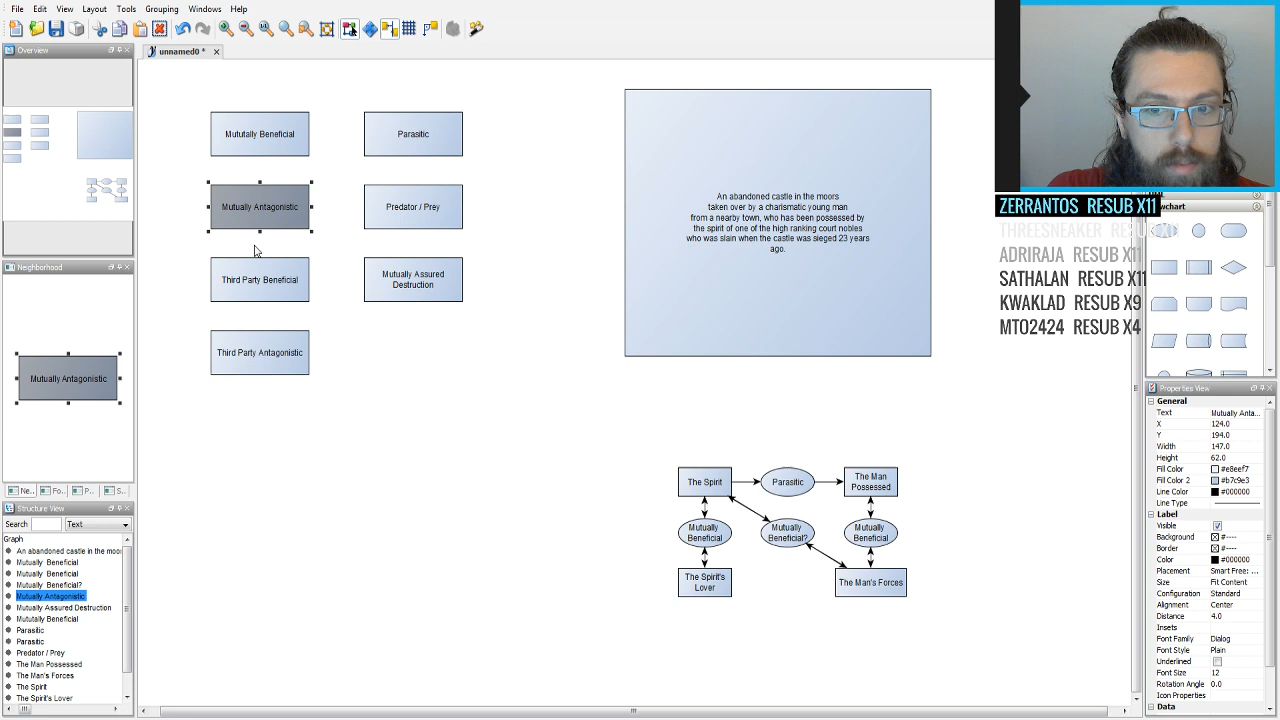 File Edit View Layout Tools Grouping Windows Help
unnamed0 *
Overview
Neighborhood
Mutually Antagonistic
Ne...
Fo...
P...
S...
Structure View
Search
Text
Graph
An abandoned castle in the moors
Mutually Beneficial
Mutually Beneficial
Mutually Beneficial?
Mutually Antagonistic
Mutually Assured Destruction
Mututally Beneficial
Parasitic
Parasitic
Predator / Prey
The Man Possessed
The Man's Forces
The Spirit
The Spirit's Lover
Mututally Beneficial
Parasitic
Mutually Antagonistic
Predator / Prey
Third Party Beneficial
Mutually Assured
Destruction
Third Party Antagonistic
An abandoned castle in the moors
taken over by a charismatic young man
from a nearby town, who has been possessed by
the spirit of one of the high ranking court nobles
who was slain when the castle was sieged 23 years
ago.
The Spirit
Parasitic
The Man
Possessed
Mutually
Beneficial
Mutually
Beneficial?
Mutually
Beneficial
The Spirit's
Lover
The Man's Forces
ZERRANTOS RESUB X11
THREESNEAKER RESUB X11
ADRIRAJA RESUB X11
SATHALAN RESUB X11
KWAKLAD RESUB X9
MTO2424 RESUB X4
Properties View
General
Text Mutually Anta...
X 124.0
Y 194.0
Width 147.0
Height 62.0
Fill Color #e8eef7
Fill Color 2 #b7c9e3
Line Color #000000
Line Type
Label
Visible
Background #----
Border #----
Color #000000
Placement Smart Free: ...
Size Fit Content
Configuration Standard
Alignment Center
Distance 4.0
Insets
Font Family Dialog
Font Style Plain
Underlined
Font Size 12
Rotation Angle 0.0
Icon Properties
Data